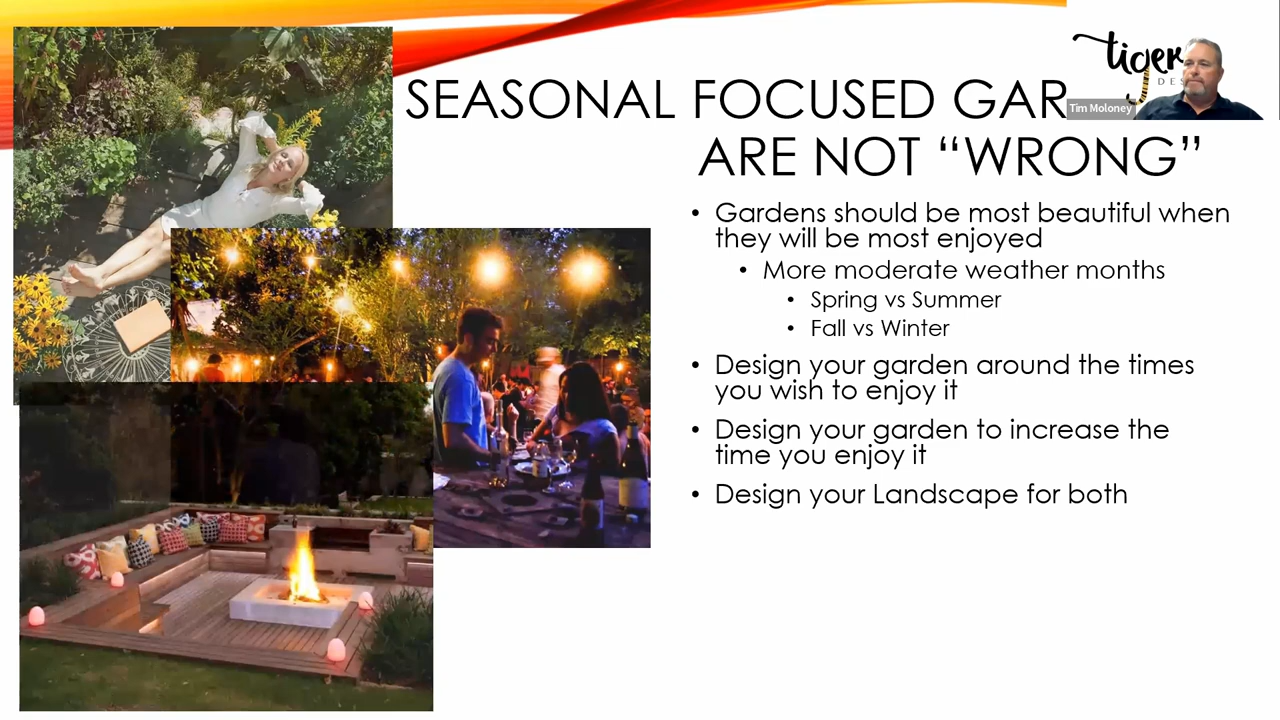 SEASONAL FOCUSED GAR
tiger
DES
Tim Moloney
ARE NOT “WRONG”
• Gardens should be most beautiful when
they will be most enjoyed
• More moderate weather months
• Spring vs Summer
• Fall vs Winter
• Design your garden around the times
you wish to enjoy it
• Design your garden to increase the
time you enjoy it
• Design your Landscape for both